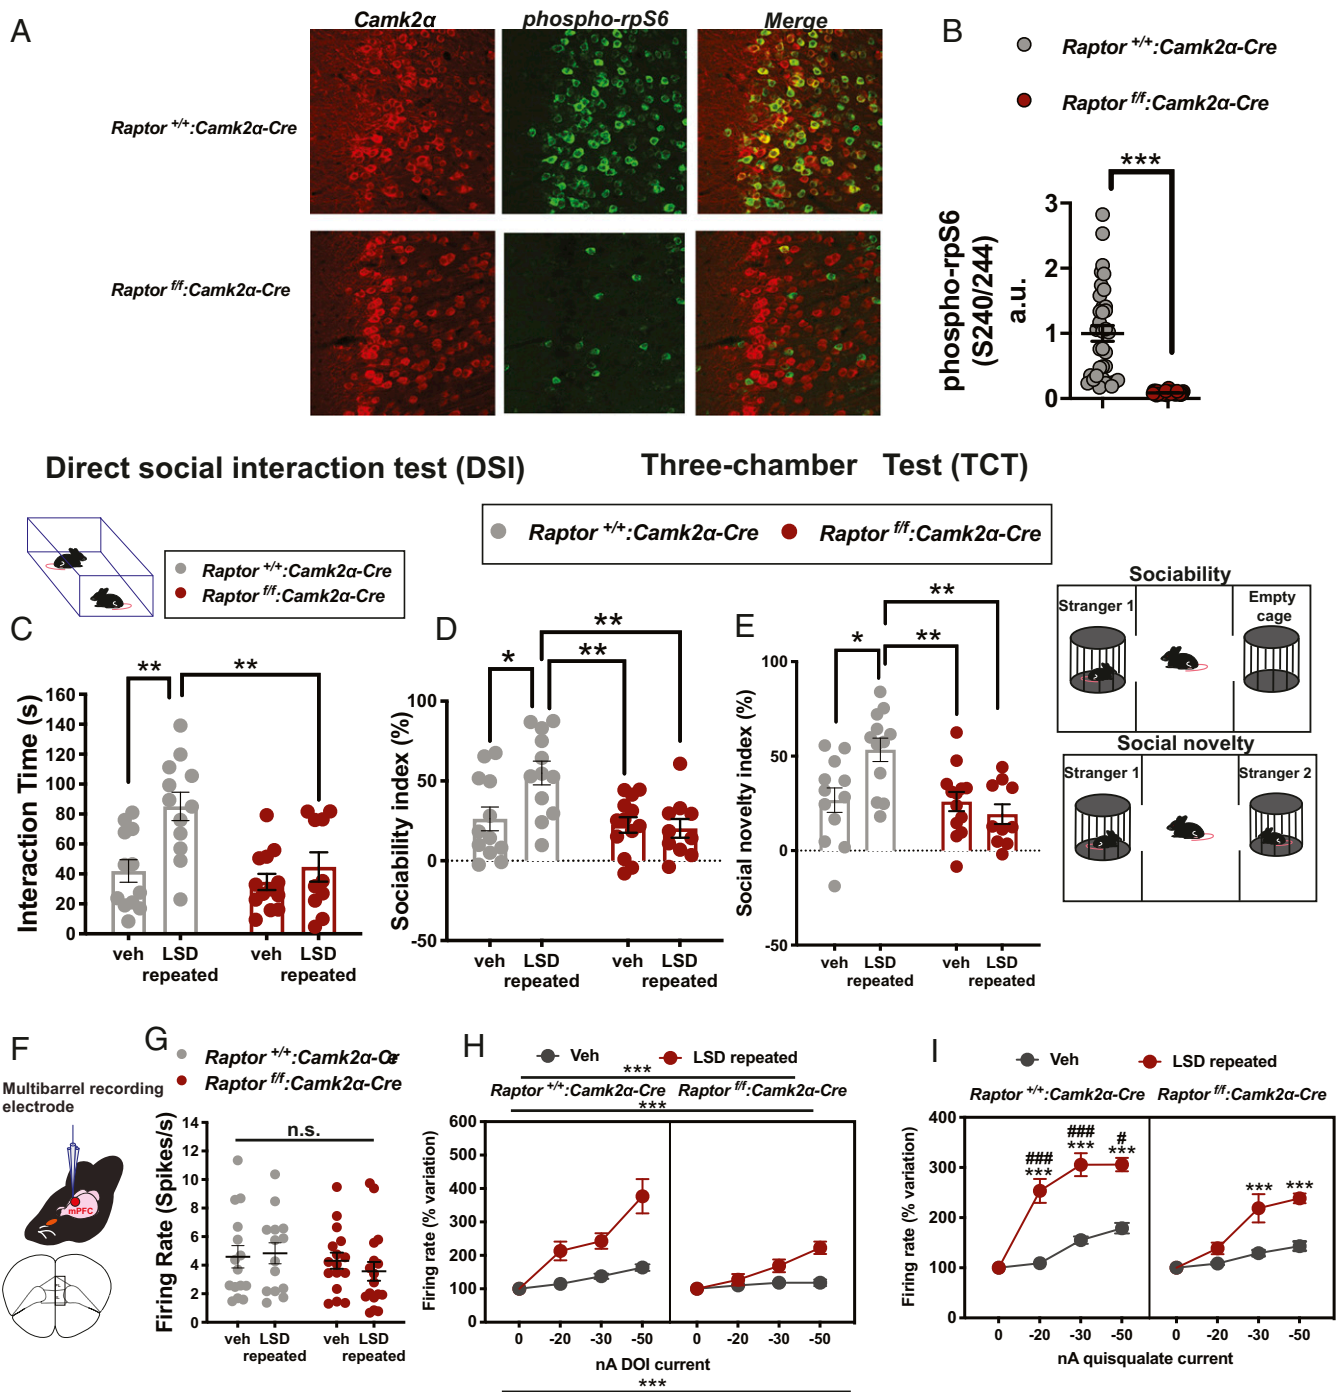 A
Camk2α
phospho-rpS6
Merge
Raptor +/+:Camk2α-Cre
Raptor f/f:Camk2α-Cre
B
Raptor +/+:Camk2α-Cre
Raptor f/f:Camk2α-Cre
***
phospho-rpS6
(S240/244)
a.u.
3
2
1
0
Direct social interaction test (DSI)
Three-chamber Test (TCT)
Raptor +/+:Camk2α-Cre
Raptor f/f:Camk2α-Cre
Raptor +/+:Camk2α-Cre
Raptor f/f:Camk2α-Cre
C
**
**
Interaction Time (s)
160
140
120
100
80
60
40
20
0
veh
LSD
repeated
veh
LSD
repeated
D
*
**
**
Sociability index (%)
100
50
0
-50
veh
LSD
repeated
veh
LSD
repeated
E
*
**
**
Social novelty index (%)
100
50
0
-50
veh
LSD
repeated
veh
LSD
repeated
Sociability
Stranger 1
Empty
cage
Social novelty
Stranger 1
Stranger 2
F
Multibarrel recording
electrode
mPFC
G
Raptor +/+:Camk2α-Cre
Raptor f/f:Camk2α-Cre
n.s.
Firing Rate (Spikes/s)
14
12
10
8
6
4
2
0
veh
LSD
repeated
veh
LSD
repeated
H
Veh
LSD repeated
***
Raptor +/+:Camk2α-Cre
Raptor f/f:Camk2α-Cre
***
Firing rate (% variation)
600
400
300
200
100
0
0
-20
-30
-50
0
-20
-30
-50
nA DOI current
***
I
Veh
LSD repeated
Raptor +/+:Camk2α-Cre
Raptor f/f:Camk2α-Cre
Firing rate (% variation)
400
300
200
100
0
###
***
###
***
#
***
***
***
0
-20
-30
-50
0
-20
-30
-50
nA quisqualate current